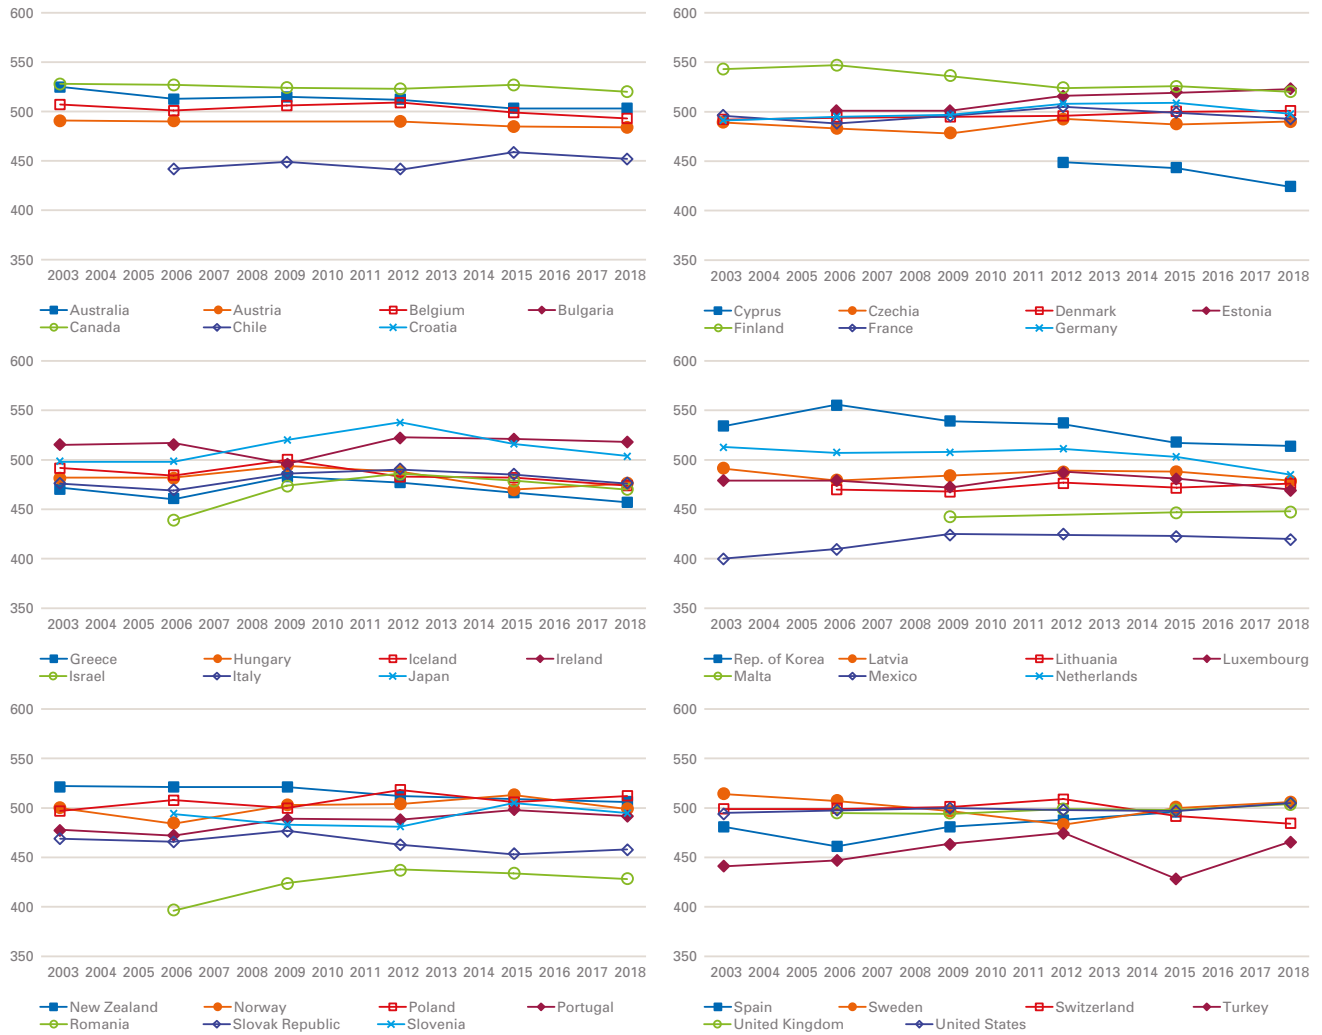 600
550
500
450
400
350
2003 2004 2005 2006 2007 2008 2009 2010 2011 2012 2013 2014 2015 2016 2017 2018
Australia Austria Belgium Bulgaria
Canada Chile Croatia
600
550
500
450
400
350
2003 2004 2005 2006 2007 2008 2009 2010 2011 2012 2013 2014 2015 2016 2017 2018
Cyprus Czechia Denmark Estonia
Finland France Germany
600
550
500
450
400
350
2003 2004 2005 2006 2007 2008 2009 2010 2011 2012 2013 2014 2015 2016 2017 2018
Greece Hungary Iceland Ireland
Israel Italy Japan
600
550
500
450
400
350
2003 2004 2005 2006 2007 2008 2009 2010 2011 2012 2013 2014 2015 2016 2017 2018
Rep. of Korea Latvia Lithuania Luxembourg
Malta Mexico Netherlands
600
550
500
450
400
350
2003 2004 2005 2006 2007 2008 2009 2010 2011 2012 2013 2014 2015 2016 2017 2018
New Zealand Norway Poland Portugal
Romania Slovak Republic Slovenia
600
550
500
450
400
350
2003 2004 2005 2006 2007 2008 2009 2010 2011 2012 2013 2014 2015 2016 2017 2018
Spain Sweden Switzerland Turkey
United Kingdom United States